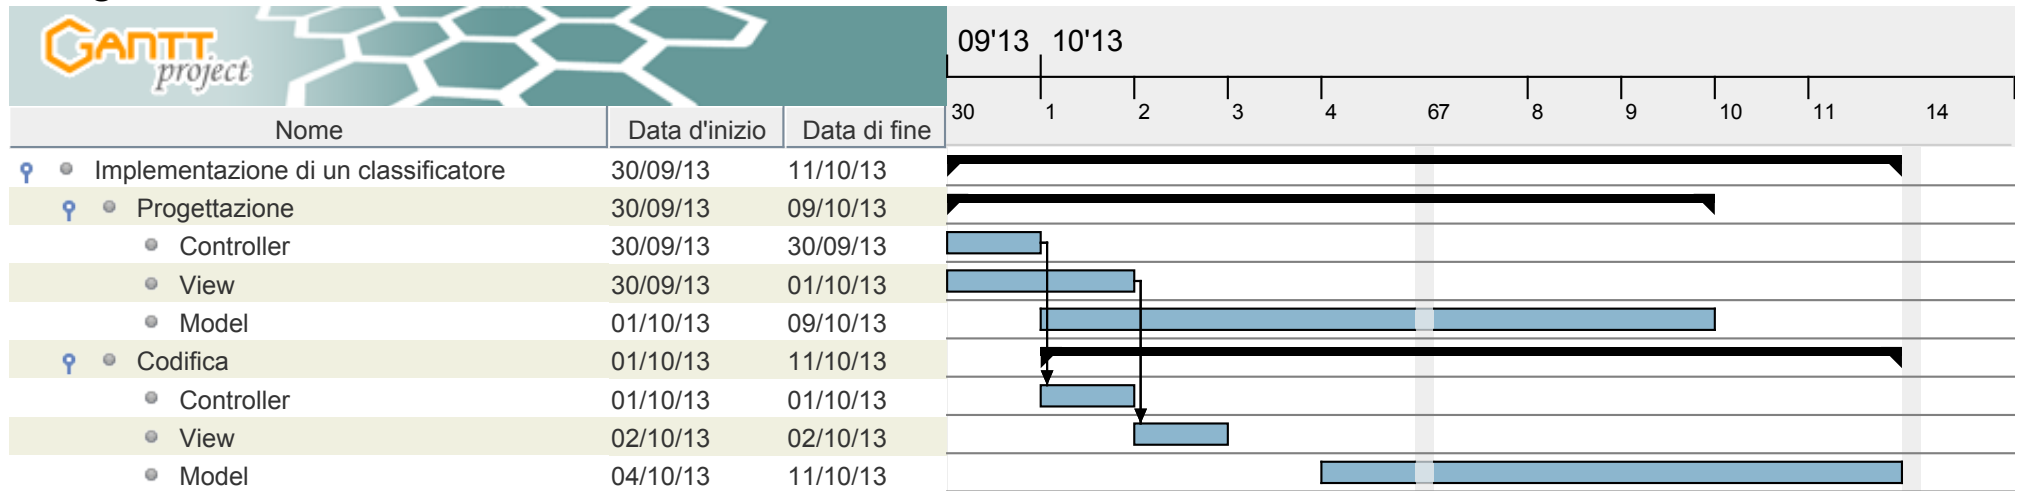 GANTT
project
09'13 10'13
30 1 2 3 4 67 8 9 10 11 14
Nome Data d'inizio Data di fine
Implementazione di un classificatore 30/09/13 11/10/13
Progettazione 30/09/13 09/10/13
Controller 30/09/13 30/09/13
View 30/09/13 01/10/13
Model 01/10/13 09/10/13
Codifica 01/10/13 11/10/13
Controller 01/10/13 01/10/13
View 02/10/13 02/10/13
Model 04/10/13 11/10/13